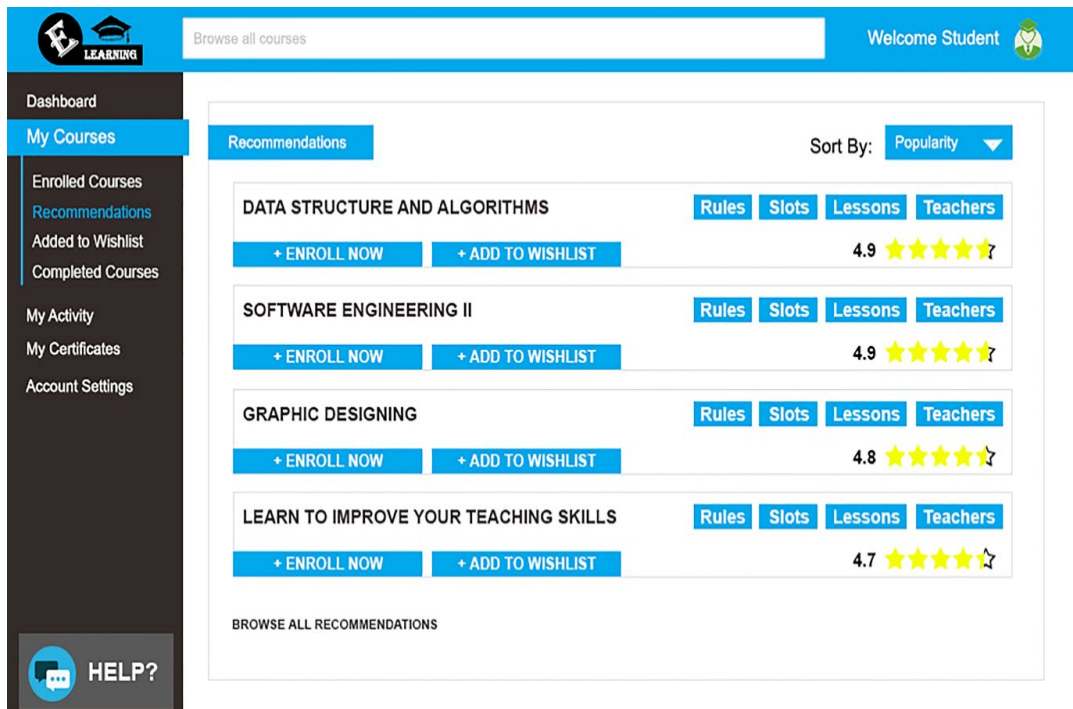 E
LEARNING
Browse all courses
Welcome Student
Dashboard
My Courses
Enrolled Courses
Recommendations
Added to Wishlist
Completed Courses
My Activity
My Certificates
Account Settings
HELP?
Recommendations
Sort By: Popularity
DATA STRUCTURE AND ALGORITHMS
Rules Slots Lessons Teachers
+ ENROLL NOW + ADD TO WISHLIST
4.9
SOFTWARE ENGINEERING II
Rules Slots Lessons Teachers
+ ENROLL NOW + ADD TO WISHLIST
4.9
GRAPHIC DESIGNING
Rules Slots Lessons Teachers
+ ENROLL NOW + ADD TO WISHLIST
4.8
LEARN TO IMPROVE YOUR TEACHING SKILLS
Rules Slots Lessons Teachers
+ ENROLL NOW + ADD TO WISHLIST
4.7
BROWSE ALL RECOMMENDATIONS